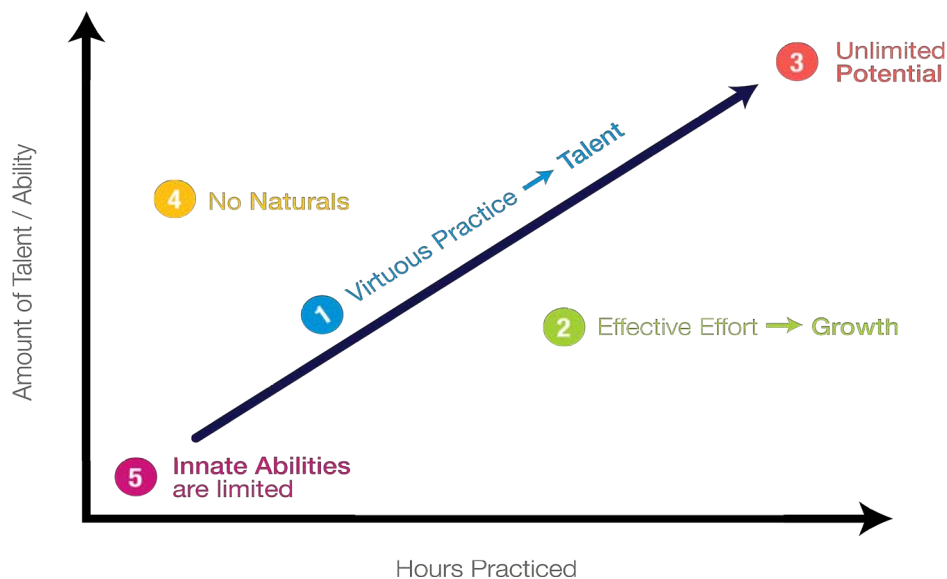 3 Unlimited
Potential
Amount of Talent / Ability
4 No Naturals
1 Virtuous Practice → Talent
2 Effective Effort → Growth
5 Innate Abilities
are limited
Hours Practiced